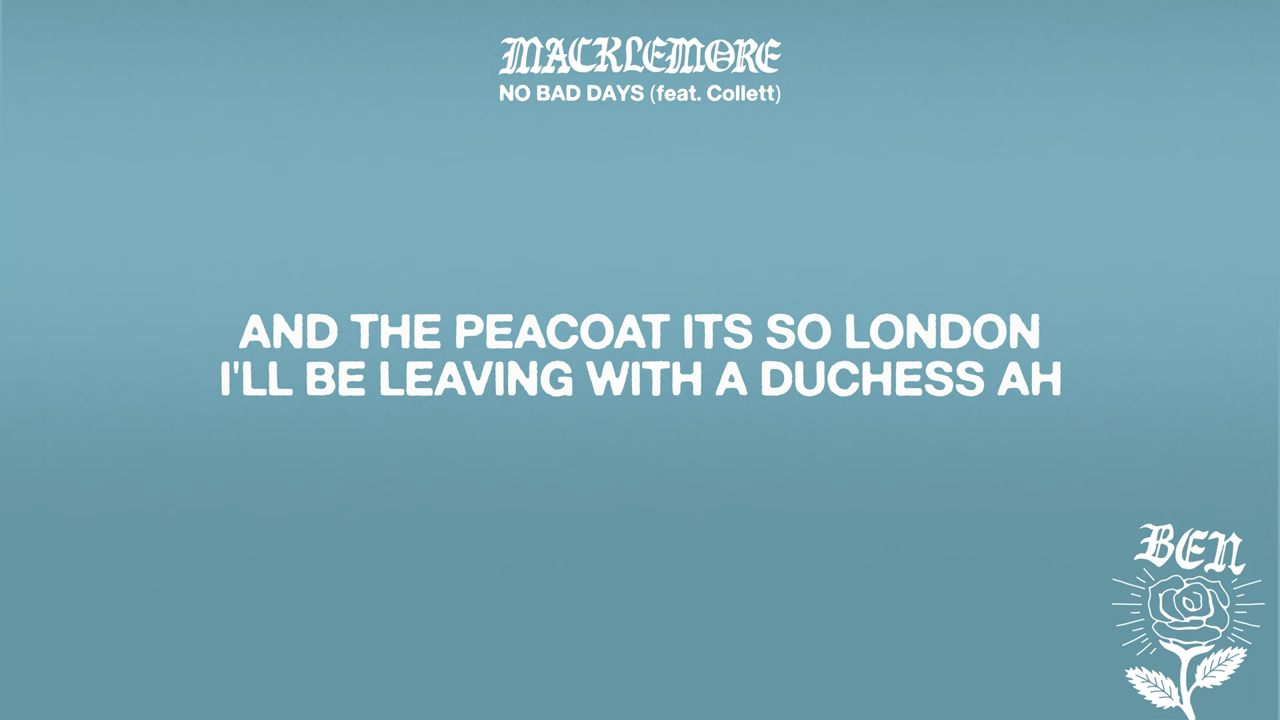 MACKLEMORE
NO BAD DAYS (feat. Collett)
AND THE PEACOAT ITS SO LONDON
I'LL BE LEAVING WITH A DUCHESS AH
BEN